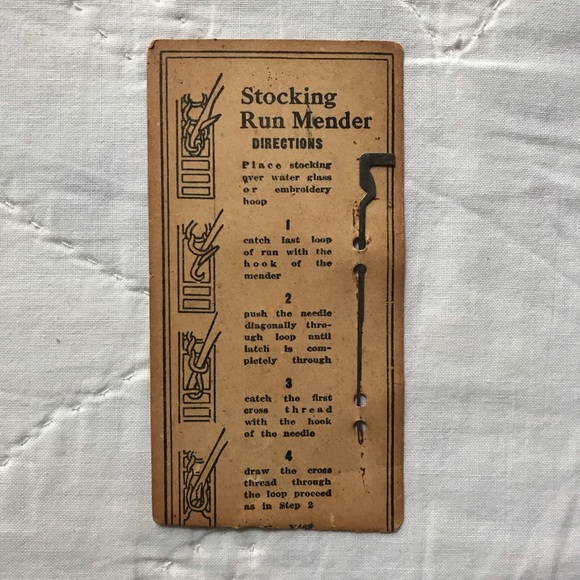 Stocking
Run Mender
DIRECTIONS
Place stocking
over water glass
or embroidery
hoop
1
catch last loop
of run with the
hook of the
mender
2
push the needle
diagonally thro-
ugh loop until
latch is com-
pletely through
3
catch the first
cross thread
with the hook
of the needle
4
draw the cross
thread through
the loop proceed
as in Step 2